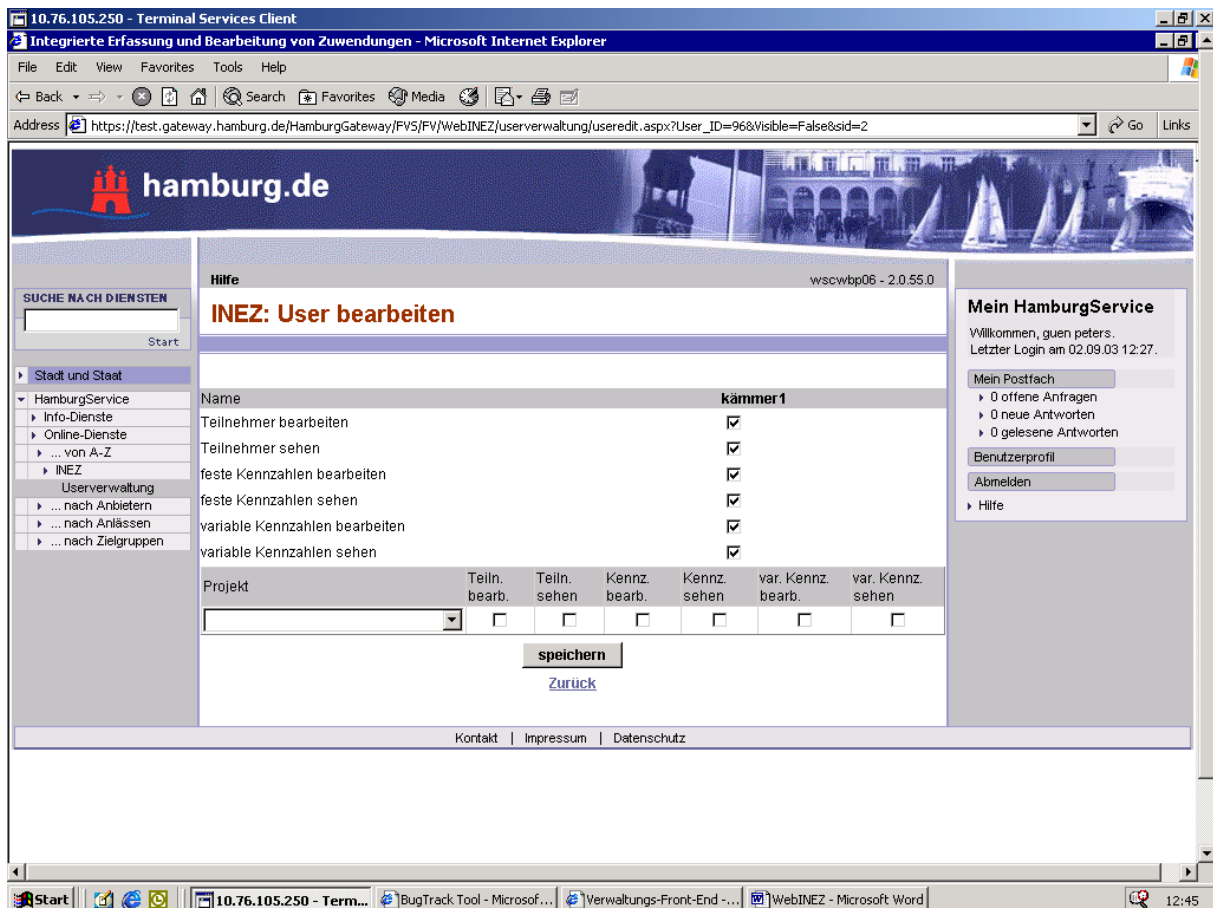 10.76.105.250 - Terminal Services Client
Integrierte Erfassung und Bearbeitung von Zuwendungen - Microsoft Internet Explorer
File Edit View Favorites Tools Help
Back Search Favorites Media
Address https://test.gateway.hamburg.de/HamburgGateway/FVS/FV/WebINEZ/userverwaltung/useredit.aspx?User_ID=96&Visible=False&sid=2 Go Links
hamburg.de
SUCHE NACH DIENSTEN
Start
Stadt und Staat
HamburgService
Info-Dienste
Online-Dienste
... von A-Z
INEZ
Userverwaltung
... nach Anbietern
... nach Anlässen
... nach Zielgruppen
Hilfe wscwbp06 - 2.0.55.0
INEZ: User bearbeiten
Name kämmer1
Teilnehmer bearbeiten
Teilnehmer sehen
feste Kennzahlen bearbeiten
feste Kennzahlen sehen
variable Kennzahlen bearbeiten
variable Kennzahlen sehen
Projekt Teiln. bearb. Teiln. sehen Kennz. bearb. Kennz. sehen var. Kennz. bearb. var. Kennz. sehen
speichern
Zurück
Mein HamburgService
Willkommen, guen peters.
Letzter Login am 02.09.03 12:27.
Mein Postfach
0 offene Anfragen
0 neue Antworten
0 gelesene Antworten
Benutzerprofil
Abmelden
Hilfe
Kontakt | Impressum | Datenschutz
Start 10.76.105.250 - Term... BugTrack Tool - Microsof... Verwaltungs-Front-End -... WebINEZ - Microsoft Word 12:45